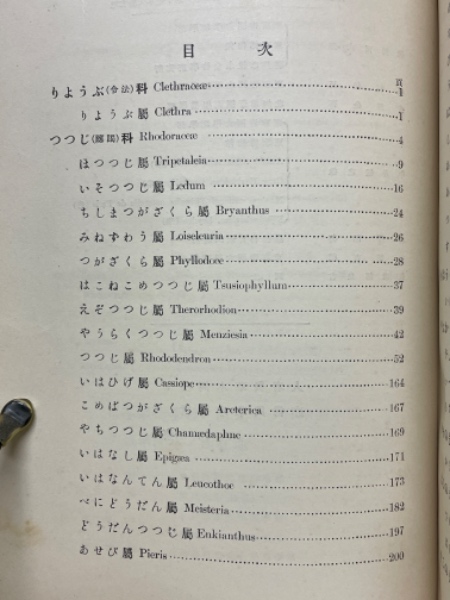 目次
頁
りようぶ(令法)科 Clethraceæ 1
りようぶ屬 Clethra 1
つつじ(躑躅)科 Rhodoraceæ 4
ほつつじ屬 Tripetaleia 9
いそつつじ屬 Ledum 16
ちしまつがざくら屬 Bryanthus 24
みねずわう屬 Loiseleuria 26
つがざくら屬 Phyllodoce 28
はこねこめつつじ屬 Tsusiophyllum 37
えぞつつじ屬 Therorhodion 39
やうらくつつじ屬 Menziesia 42
つつじ屬 Rhododendron 52
いはひげ屬 Cassiope 164
こめばつがざくら屬 Arcterica 167
やちつつじ屬 Chamædaphne 169
いはなし屬 Epigæa 171
いはなんてん屬 Leucothoe 173
べにどうだん屬 Meisteria 182
どうだんつつじ屬 Enkianthus 197
あせび屬 Pieris 200